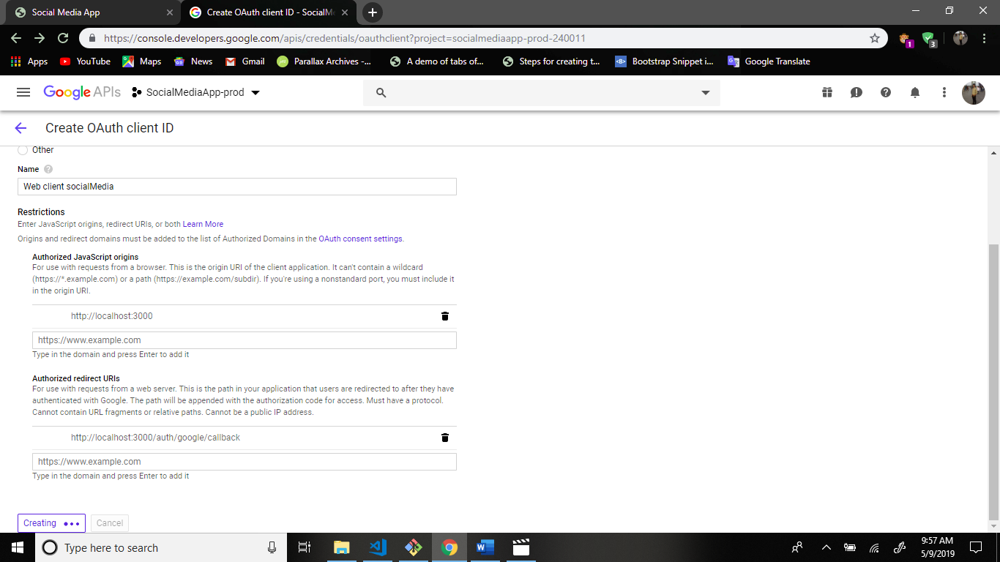 Social Media App
Create OAuth client ID - SocialMe
https://console.developers.google.com/apis/credentials/oauthclient?project=socialmediaapp-prod-240011
1
3
Apps
YouTube
Maps
News
Gmail
Parallax Archives -...
A demo of tabs of...
Steps for creating t...
Bootstrap Snippet i...
Google Translate
Google APIs
SocialMediaApp-prod
Create OAuth client ID
Other
Name
Web client socialMedia
Restrictions
Enter JavaScript origins, redirect URIs, or both Learn More
Origins and redirect domains must be added to the list of Authorized Domains in the OAuth consent settings.
Authorized JavaScript origins
For use with requests from a browser. This is the origin URI of the client application. It can't contain a wildcard
(https://*.example.com) or a path (https://example.com/subdir). If you're using a nonstandard port, you must include it
in the origin URI.
http://localhost:3000
https://www.example.com
Type in the domain and press Enter to add it
Authorized redirect URIs
For use with requests from a web server. This is the path in your application that users are redirected to after they have
authenticated with Google. The path will be appended with the authorization code for access. Must have a protocol.
Cannot contain URL fragments or relative paths. Cannot be a public IP address.
http://localhost:3000/auth/google/callback
https://www.example.com
Type in the domain and press Enter to add it
Creating
Cancel
Type here to search
9:57 AM
5/9/2019